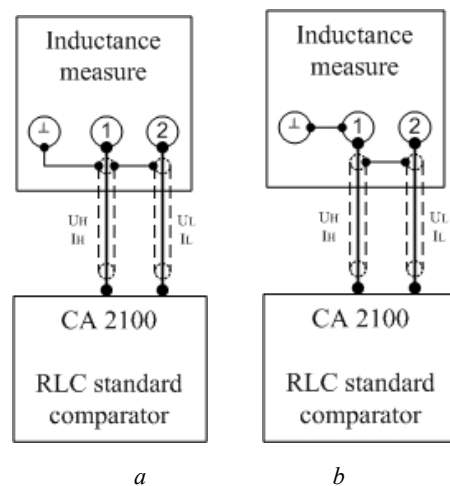 Inductance
measure
⊥ 1 2
UH UL
IH IL
CA 2100
RLC standard
comparator
a
Inductance
measure
⊥ 1 2
UH UL
IH IL
CA 2100
RLC standard
comparator
b